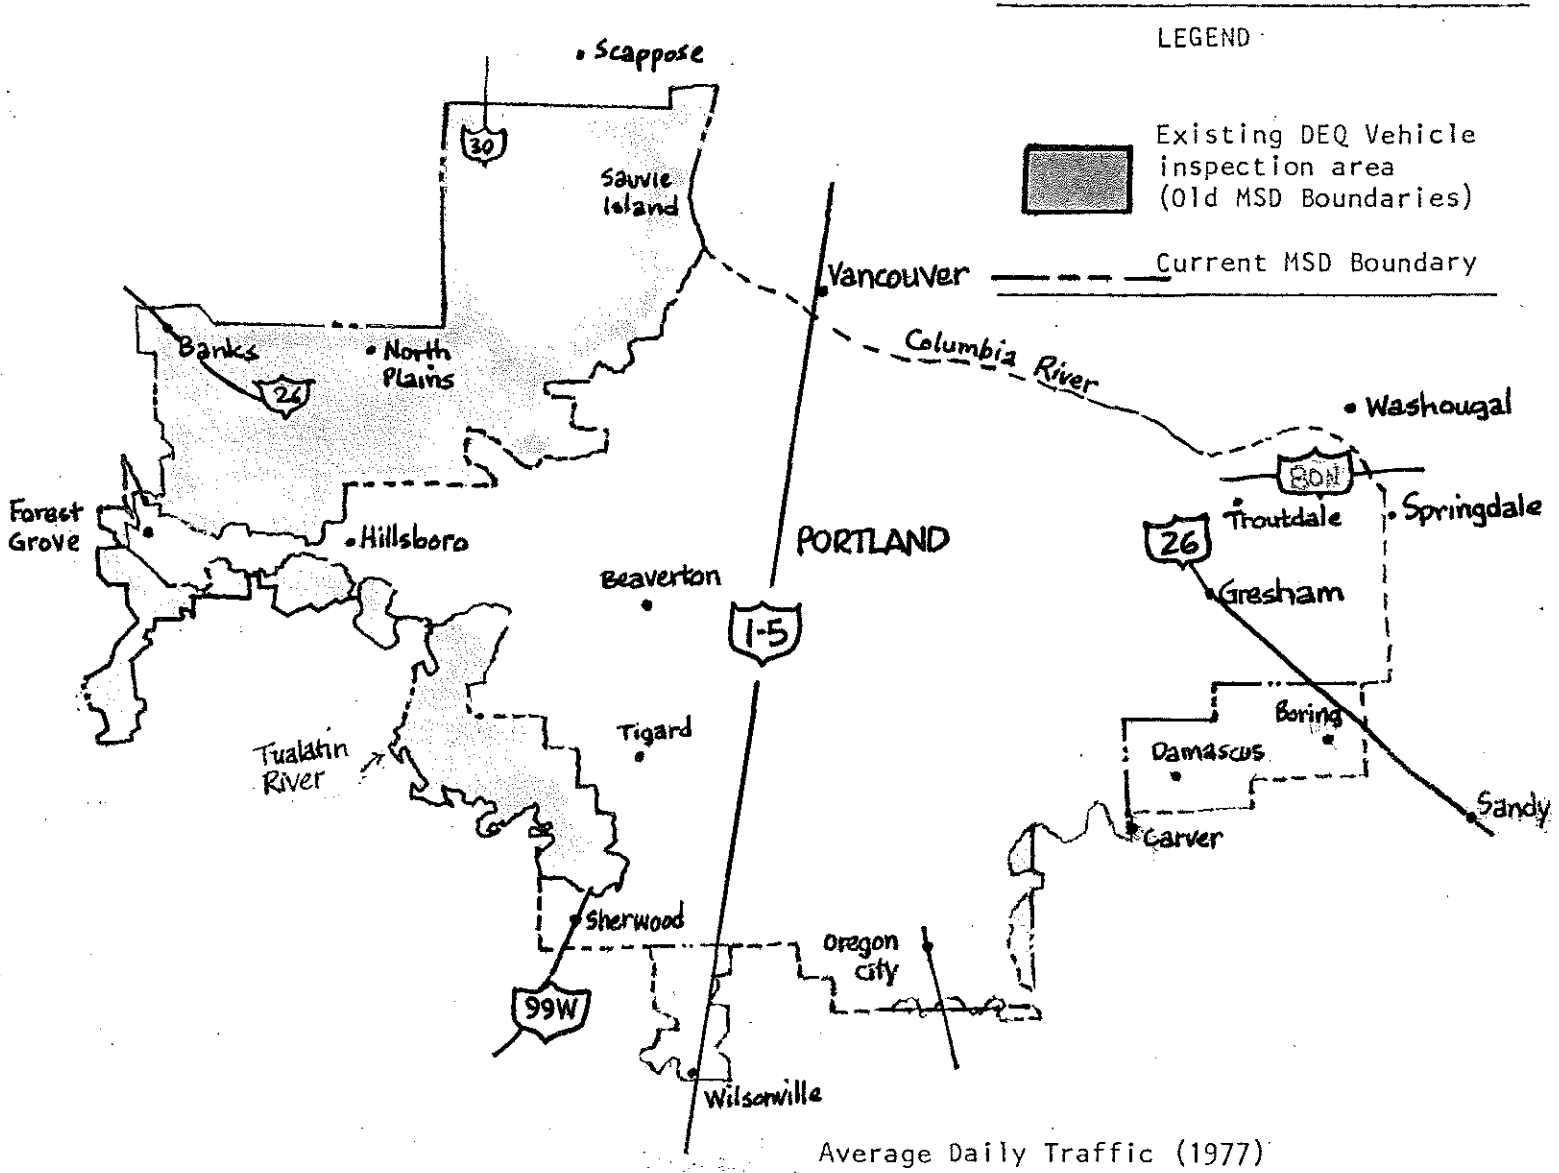 LEGEND
Existing DEQ Vehicle
inspection area
(Old MSD Boundaries)
Current MSD Boundary
Scappose
30
Sauvie
Island
Vancouver
Columbia River
Banks
North
Plains
26
Washougal
80N
Troutdale
Springdale
Forest
Grove
Hillsboro
PORTLAND
26
Beaverton
Gresham
I-5
Boring
Tigard
Damascus
Tualatin
River
Sandy
Carver
Sherwood
Oregon
City
99W
Wilsonville
Average Daily Traffic (1977)